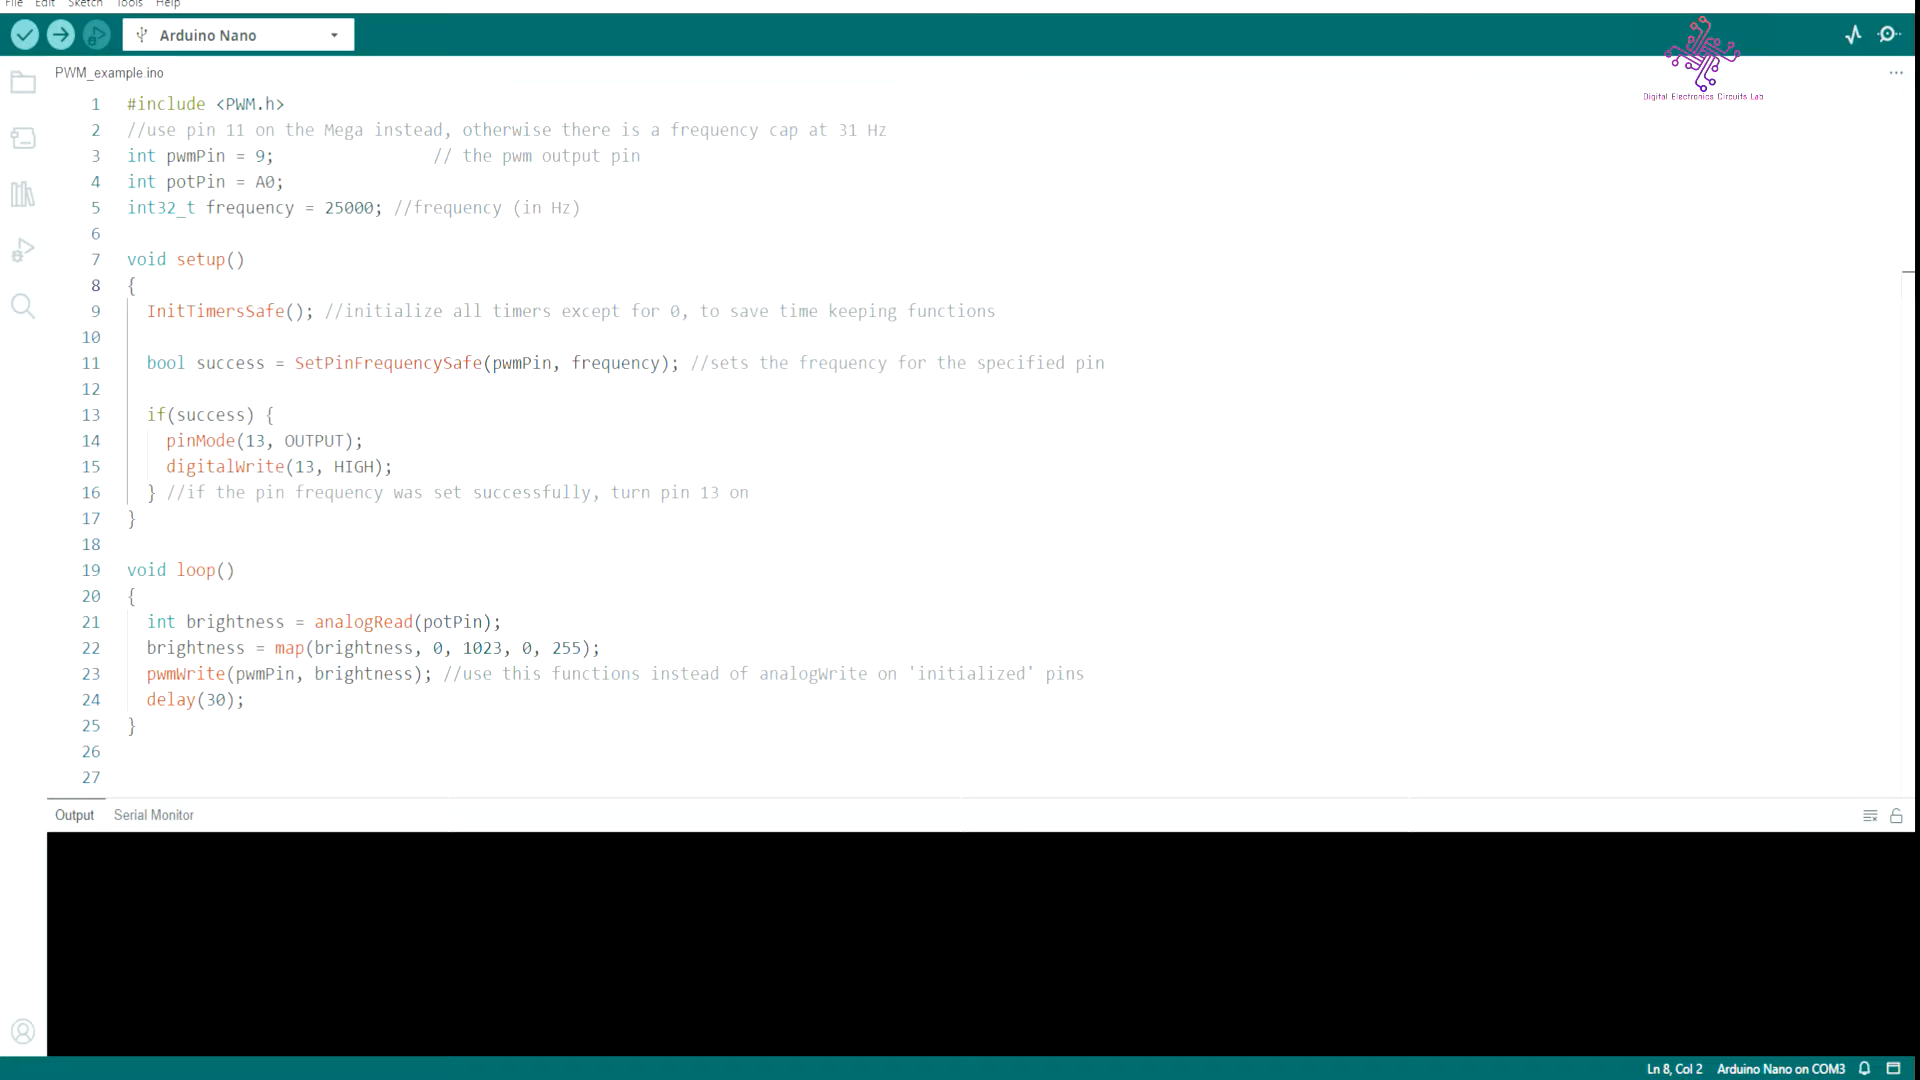 File Edit Sketch Tools Help
Arduino Nano
Digital Electronics Circuits Lab
PWM_example ino
1 #include <PWM.h>
2 //use pin 11 on the Mega instead, otherwise there is a frequency cap at 31 Hz
3 int pwmPin = 9; // the pwm output pin
4 int potPin = A0;
5 int32_t frequency = 25000; //frequency (in Hz)
6
7 void setup()
8 {
9 InitTimersSafe(); //initialize all timers except for 0, to save time keeping functions
10
11 bool success = SetPinFrequencySafe(pwmPin, frequency); //sets the frequency for the specified pin
12
13 if(success) {
14 pinMode(13, OUTPUT);
15 digitalWrite(13, HIGH);
16 } //if the pin frequency was set successfully, turn pin 13 on
17 }
18
19 void loop()
20 {
21 int brightness = analogRead(potPin);
22 brightness = map(brightness, 0, 1023, 0, 255);
23 pwmWrite(pwmPin, brightness); //use this functions instead of analogWrite on 'initialized' pins
24 delay(30);
25 }
26
27
Output Serial Monitor
Ln 8, Col 2 Arduino Nano on COM3